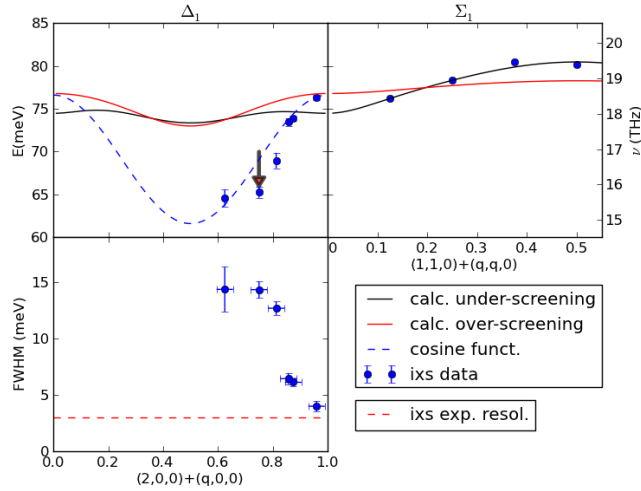 Δ₁ Σ₁
85
80
75
70
65
60
E(meV)
20
19
18
17
16
15
ν (THz)
0 0.1 0.2 0.3 0.4 0.5
(1,1,0)+(q,q,0)
15
10
5
0
FWHM (meV)
0.0 0.2 0.4 0.6 0.8 1.0
(2,0,0)+(q,0,0)
calc. under-screening
calc. over-screening
cosine funct.
ixs data
ixs exp. resol.